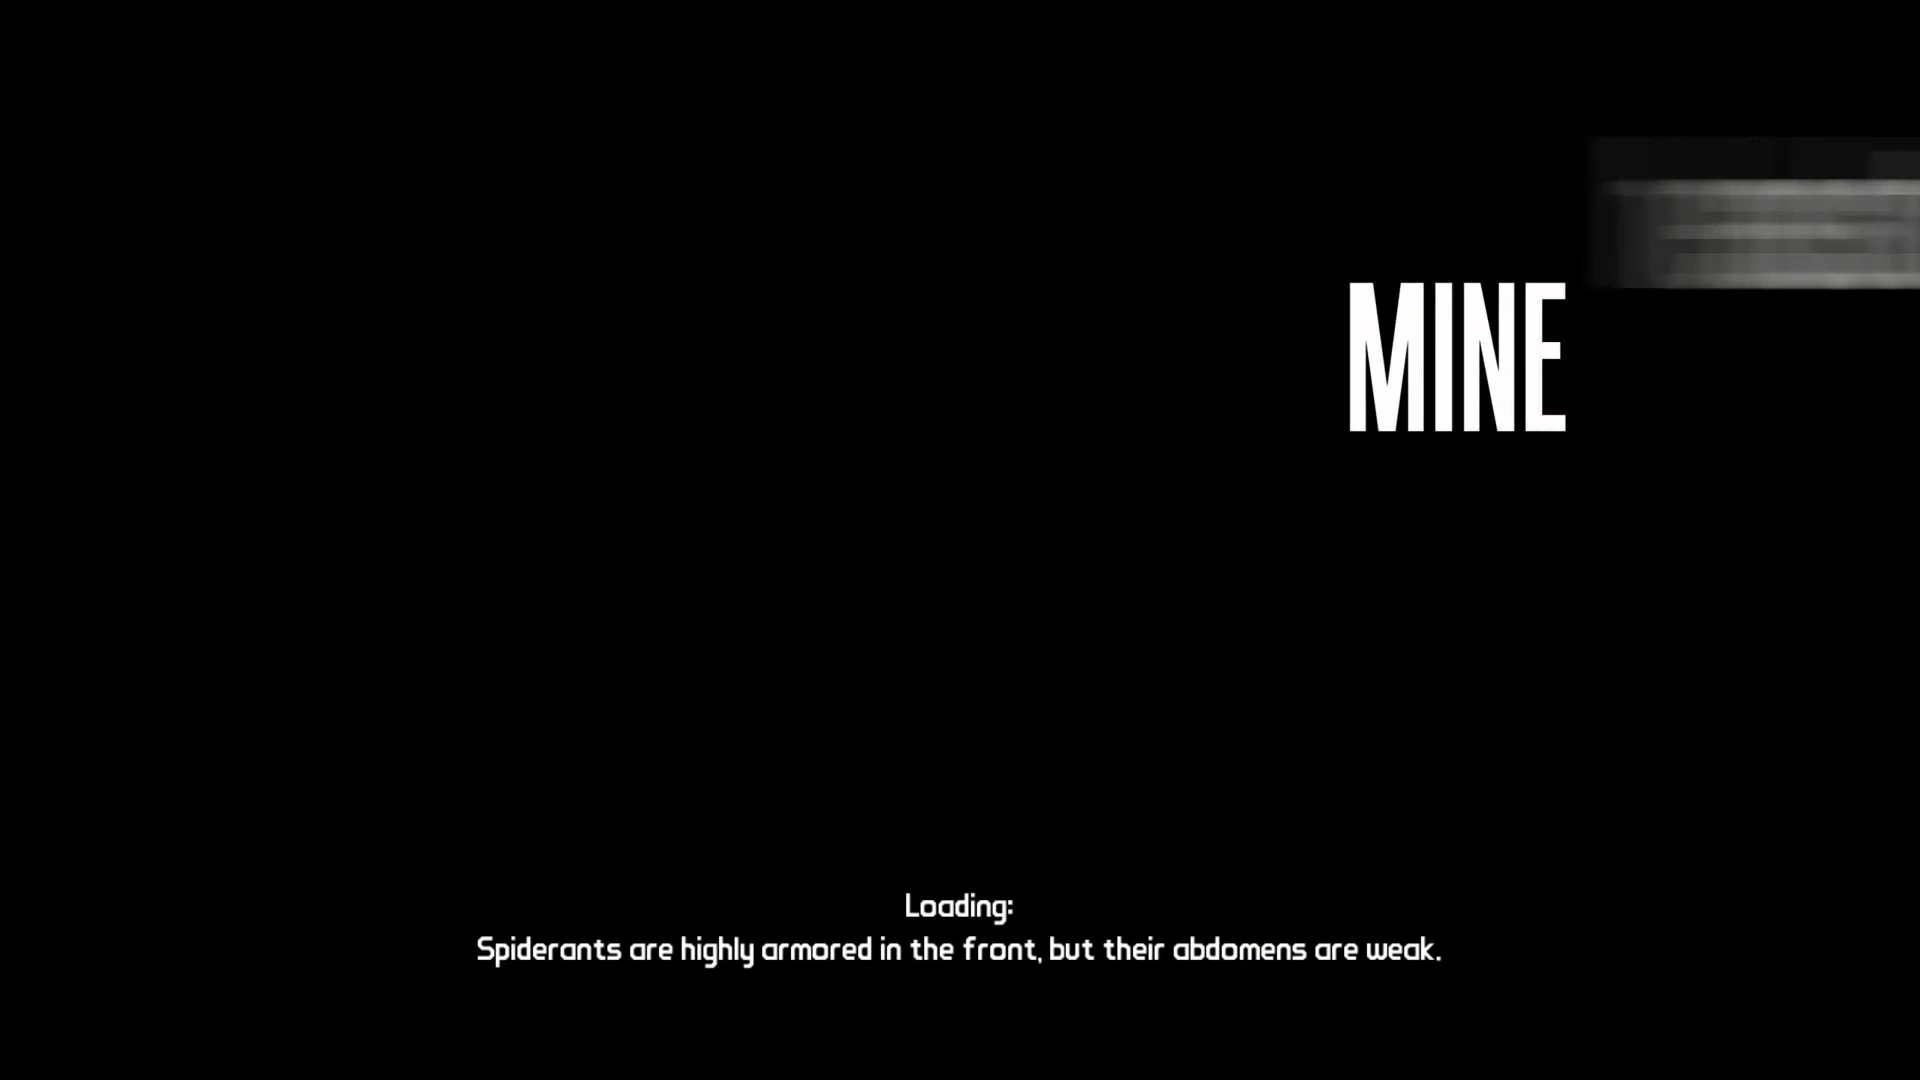 MINE
Loading:
Spiderants are highly armored in the front, but their abdomens are weak.